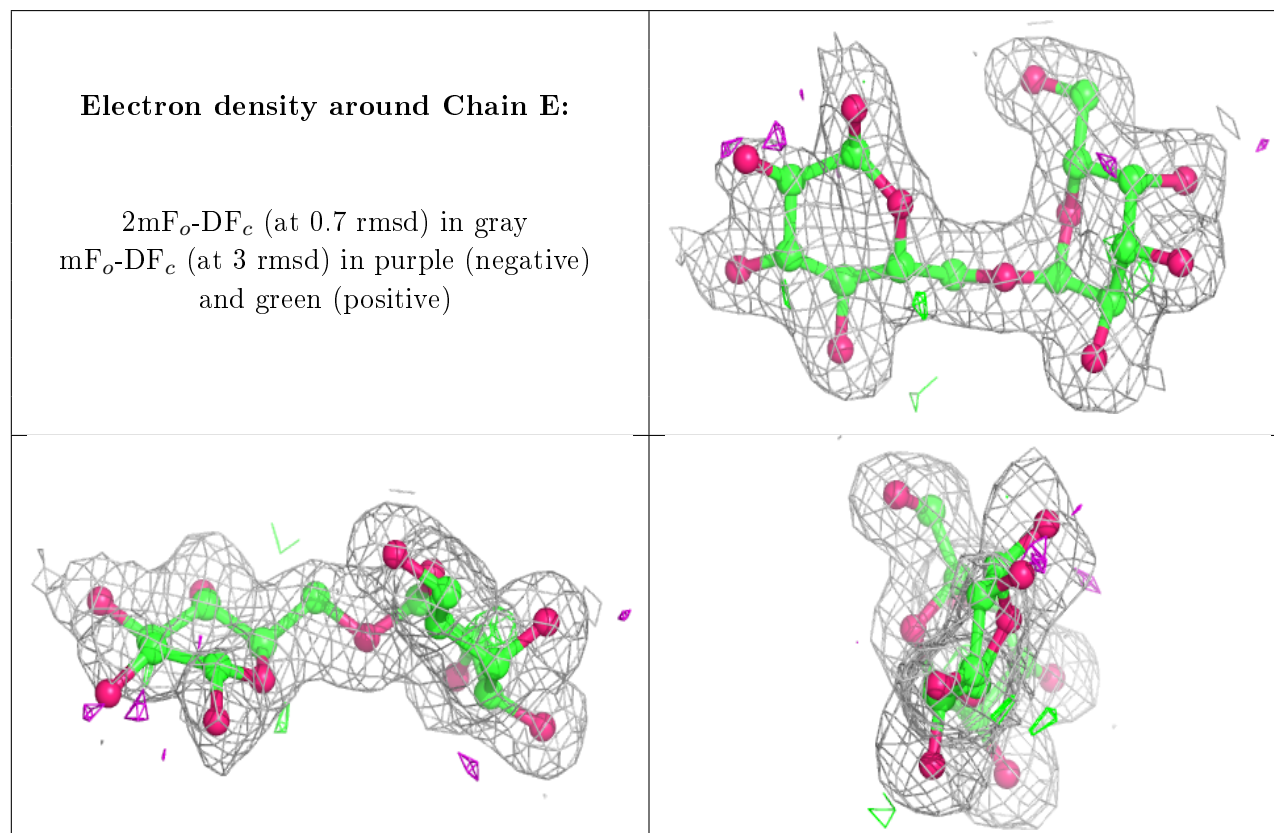 Electron density around Chain E:
2mFₒ-DF𝒸 (at 0.7 rmsd) in gray
mFₒ-DF𝒸 (at 3 rmsd) in purple (negative)
and green (positive)